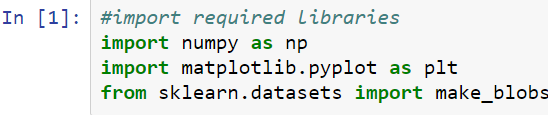 In [1]: #import required libraries
import numpy as np
import matplotlib.pyplot as plt
from sklearn.datasets import make_blobs